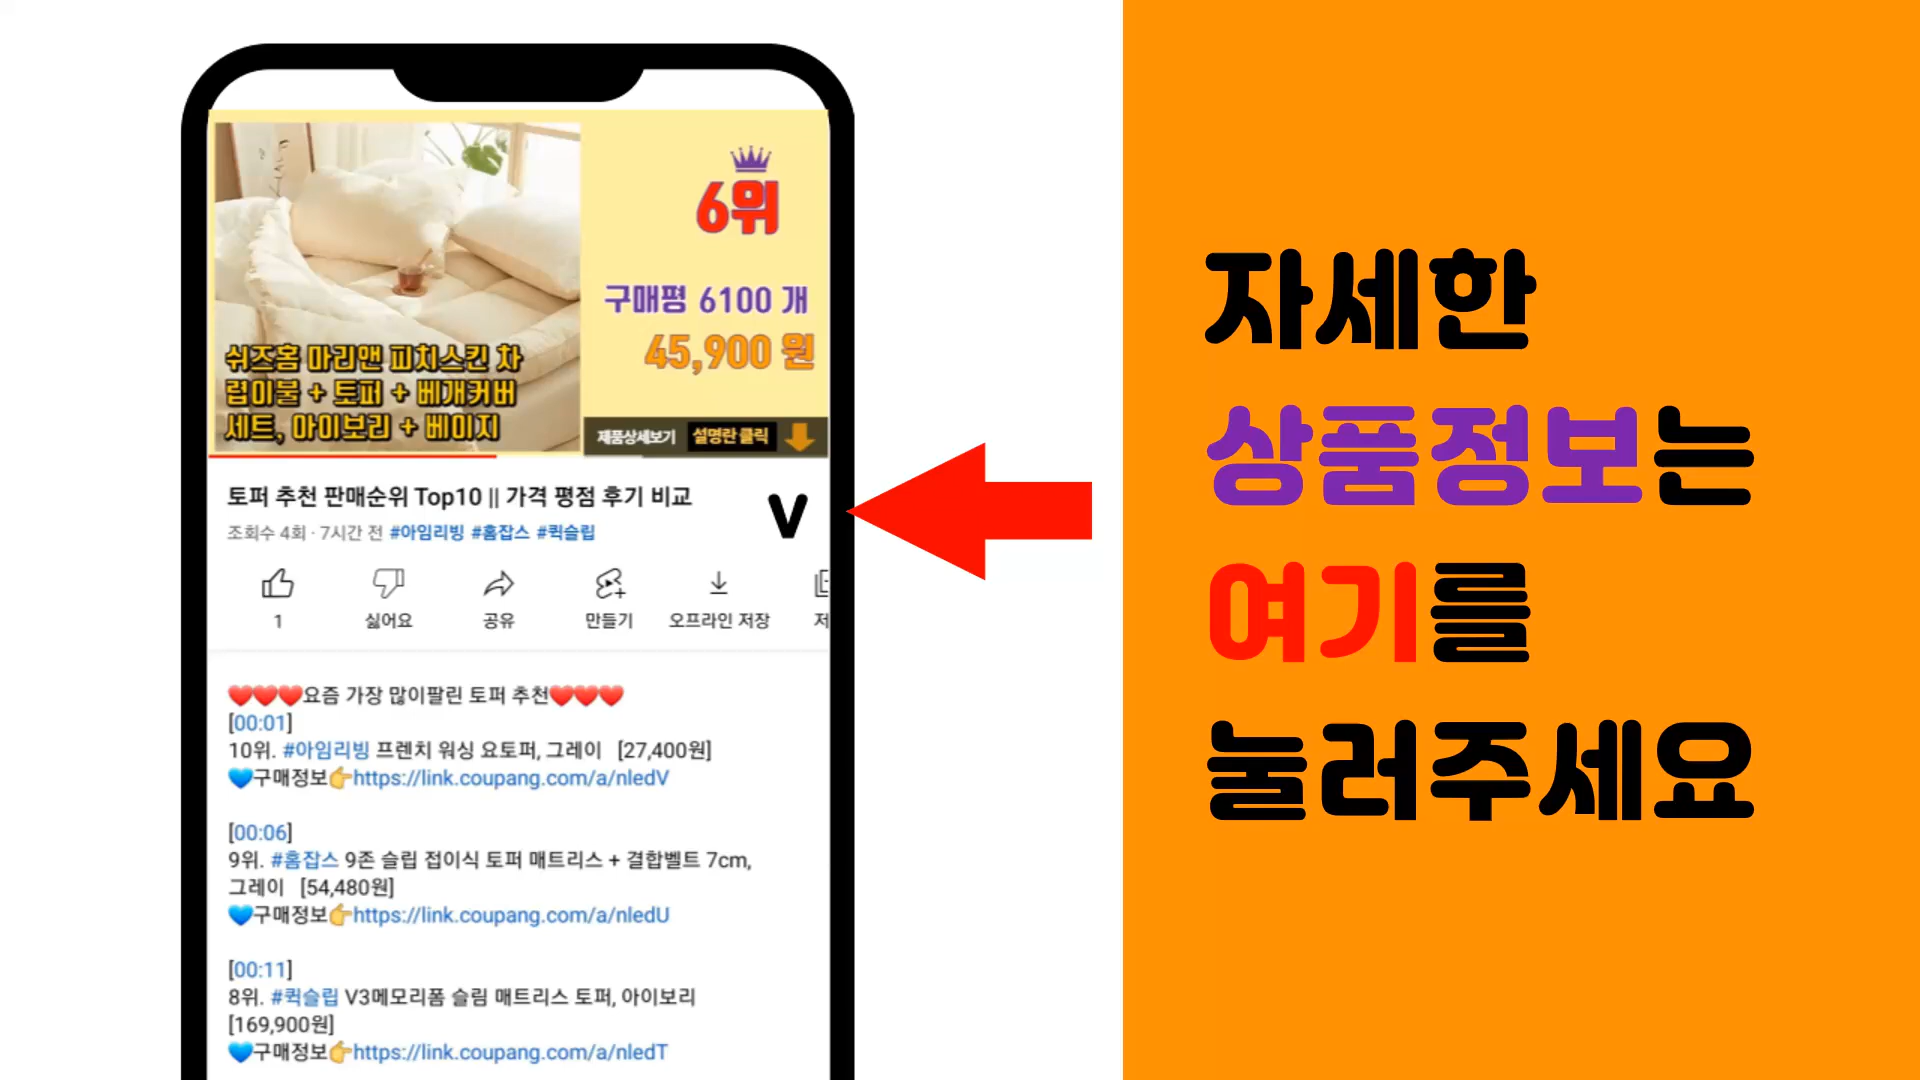 6위
구매평 6100 개
45,900 원
쉬즈홈 마리앤 피치스킨 차
렵이불 + 토퍼 + 베개커버
세트, 아이보리 + 베이지
제품상세보기 설명란 클릭
토퍼 추천 판매순위 Top10 || 가격 평점 후기 비교
V
조회수 4회 · 7시간 전 #아임리빙 #홈잡스 #퀵슬립
1 싫어요 공유 만들기 오프라인 저장 저
❤️❤️❤️요즘 가장 많이팔린 토퍼 추천❤️❤️❤️
[00:01]
10위. #아임리빙 프렌치 워싱 요토퍼, 그레이 [27,400원]
💙구매정보👉https://link.coupang.com/a/nledV
[00:06]
9위. #홈잡스 9존 슬립 접이식 토퍼 매트리스 + 결합벨트 7cm,
그레이 [54,480원]
💙구매정보👉https://link.coupang.com/a/nledU
[00:11]
8위. #퀵슬립 V3메모리폼 슬림 매트리스 토퍼, 아이보리
[169,900원]
💙구매정보👉https://link.coupang.com/a/nledT
자세한
상품정보는
여기를
눌러주세요